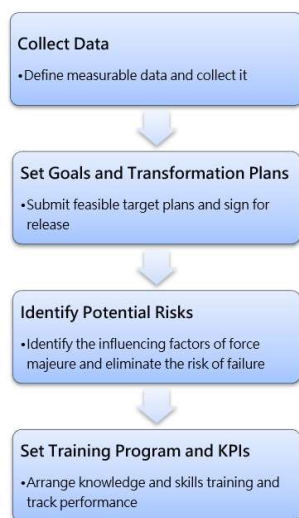 Collect Data
•Define measurable data and collect it
Set Goals and Transformation Plans
•Submit feasible target plans and sign for
release
Identify Potential Risks
•Identify the influencing factors of force
majeure and eliminate the risk of failure
Set Training Program and KPIs
•Arrange knowledge and skills training and
track performance